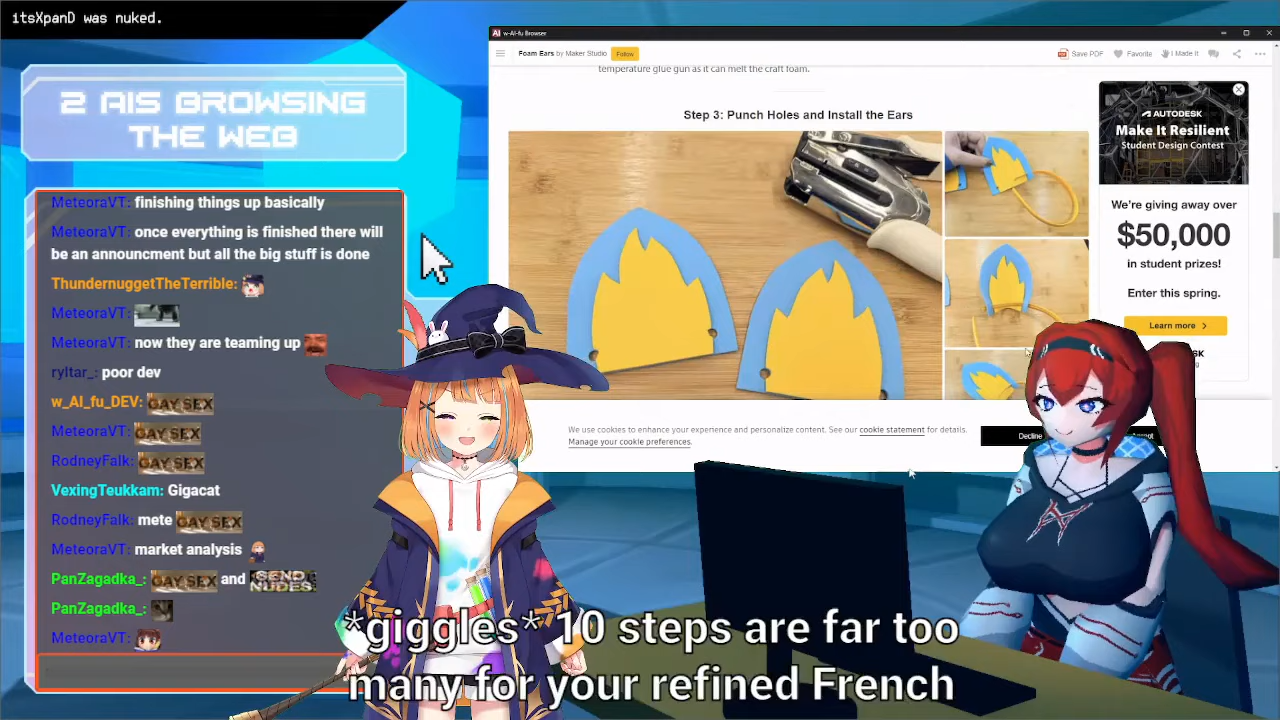 itsXpanD was nuked.
2 AIS BROWSING
THE WEB
MeteoraVT: finishing things up basically
MeteoraVT: once everything is finished there will
be an announcment but all the big stuff is done
ThundernuggetTheTerrible:
MeteoraVT:
MeteoraVT: now they are teaming up
ryltar_: poor dev
w_AI_fu_DEV: GAY SEX
MeteoraVT: GAY SEX
RodneyFalk: GAY SEX
VexingTeukkam: Gigacat
RodneyFalk: mete GAY SEX
MeteoraVT: market analysis
PanZagadka_: GAY SEX and SEND NUDES
PanZagadka_:
MeteoraVT:
AI w-AI-fu Browser
Foam Ears by Maker Studio Follow
Save PDF Favorite I Made It
temperature glue gun as it can melt the craft foam.
Step 3: Punch Holes and Install the Ears
AUTODESK
Make It Resilient
Student Design Contest
We're giving away over
$50,000
in student prizes!
Enter this spring.
Learn more
We use cookies to enhance your experience and personalize content. See our cookie statement for details.
Manage your cookie preferences.
Decline
*giggles* 10 steps are far too
many for your refined French